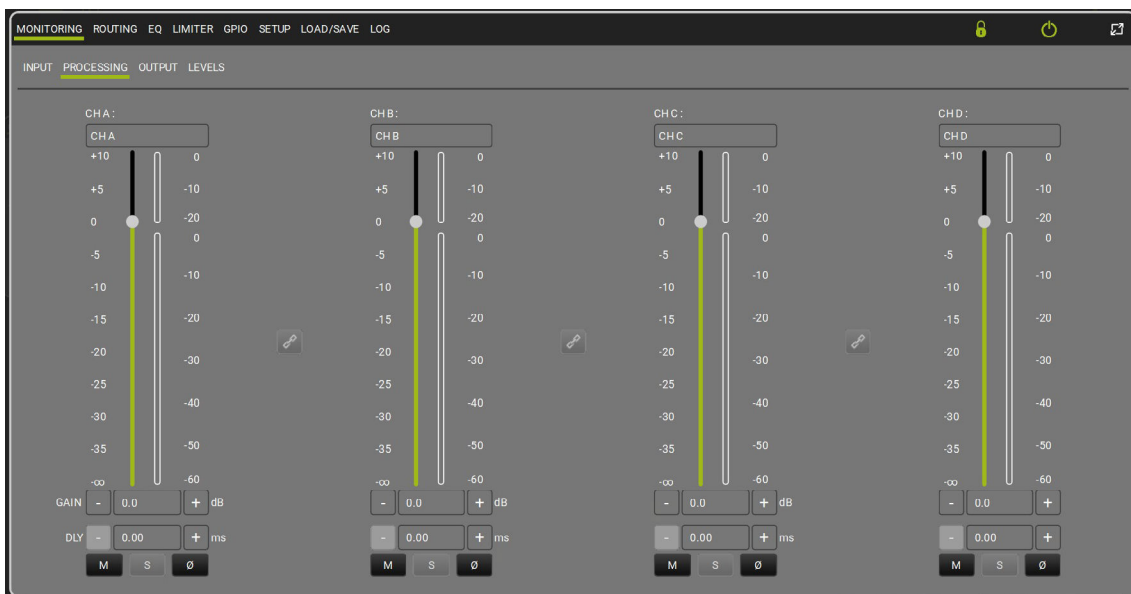 MONITORING ROUTING EQ LIMITER GPIO SETUP LOAD/SAVE LOG
INPUT PROCESSING OUTPUT LEVELS
CH A: CH B: CH C: CH D:
CH A CH B CH C CH D
+10 0 +10 0 +10 0 +10 0
+5 -10 +5 -10 +5 -10 +5 -10
0 -20 0 -20 0 -20 0 -20
0 0 0 0
-5 -5 -5 -5
-10 -10 -10 -10
-10 -10 -10 -10
-15 -20 -15 -20 -15 -20 -15 -20
-20 -30 -20 -30 -20 -30 -20 -30
-25 -25 -25 -25
-40 -40 -40 -40
-30 -30 -30 -30
-35 -50 -35 -50 -35 -50 -35 -50
-∞ -60 -∞ -60 -∞ -60 -∞ -60
GAIN - 0.0 + dB - 0.0 + dB - 0.0 + dB - 0.0 +
DLY - 0.00 + ms - 0.00 + ms - 0.00 + ms - 0.00 +
M S Ø M S Ø M S Ø M S Ø